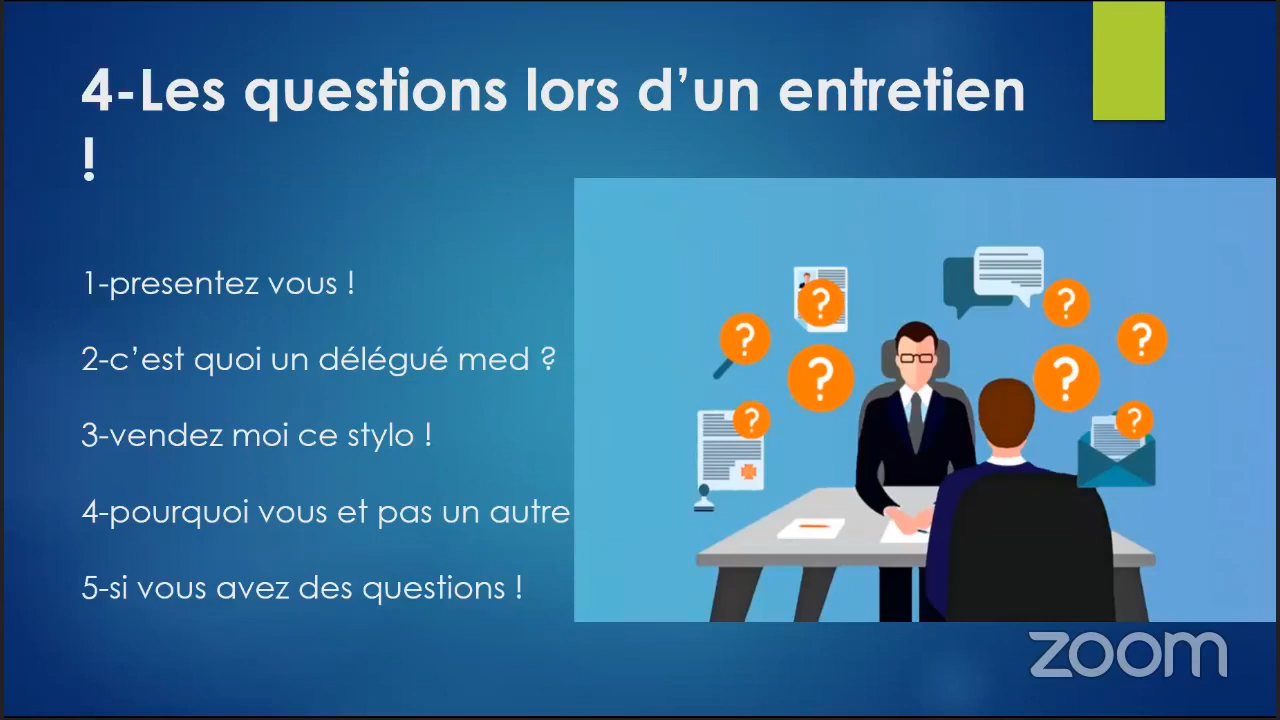 4-Les questions lors d’un entretien
!
1-presentez vous !
2-c’est quoi un délégué med ?
3-vendez moi ce stylo !
4-pourquoi vous et pas un autre
5-si vous avez des questions !
? ? ? ? ? ? ? ?
zoom